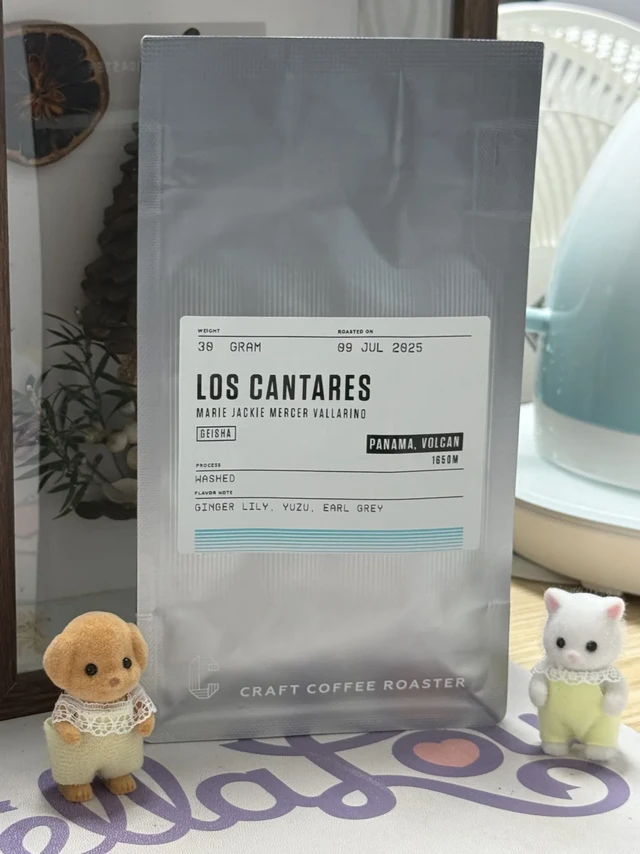 WEIGHT ROASTED ON
30 GRAM 09 JUL 2025
LOS CANTARES
MARIE JACKIE MERCER VALLARINO
GEISHA
PANAMA, VOLCAN
1650M
PROCESS
WASHED
FLAVOR NOTE
GINGER LILY, YUZU, EARL GREY
CRAFT COFFEE ROASTER